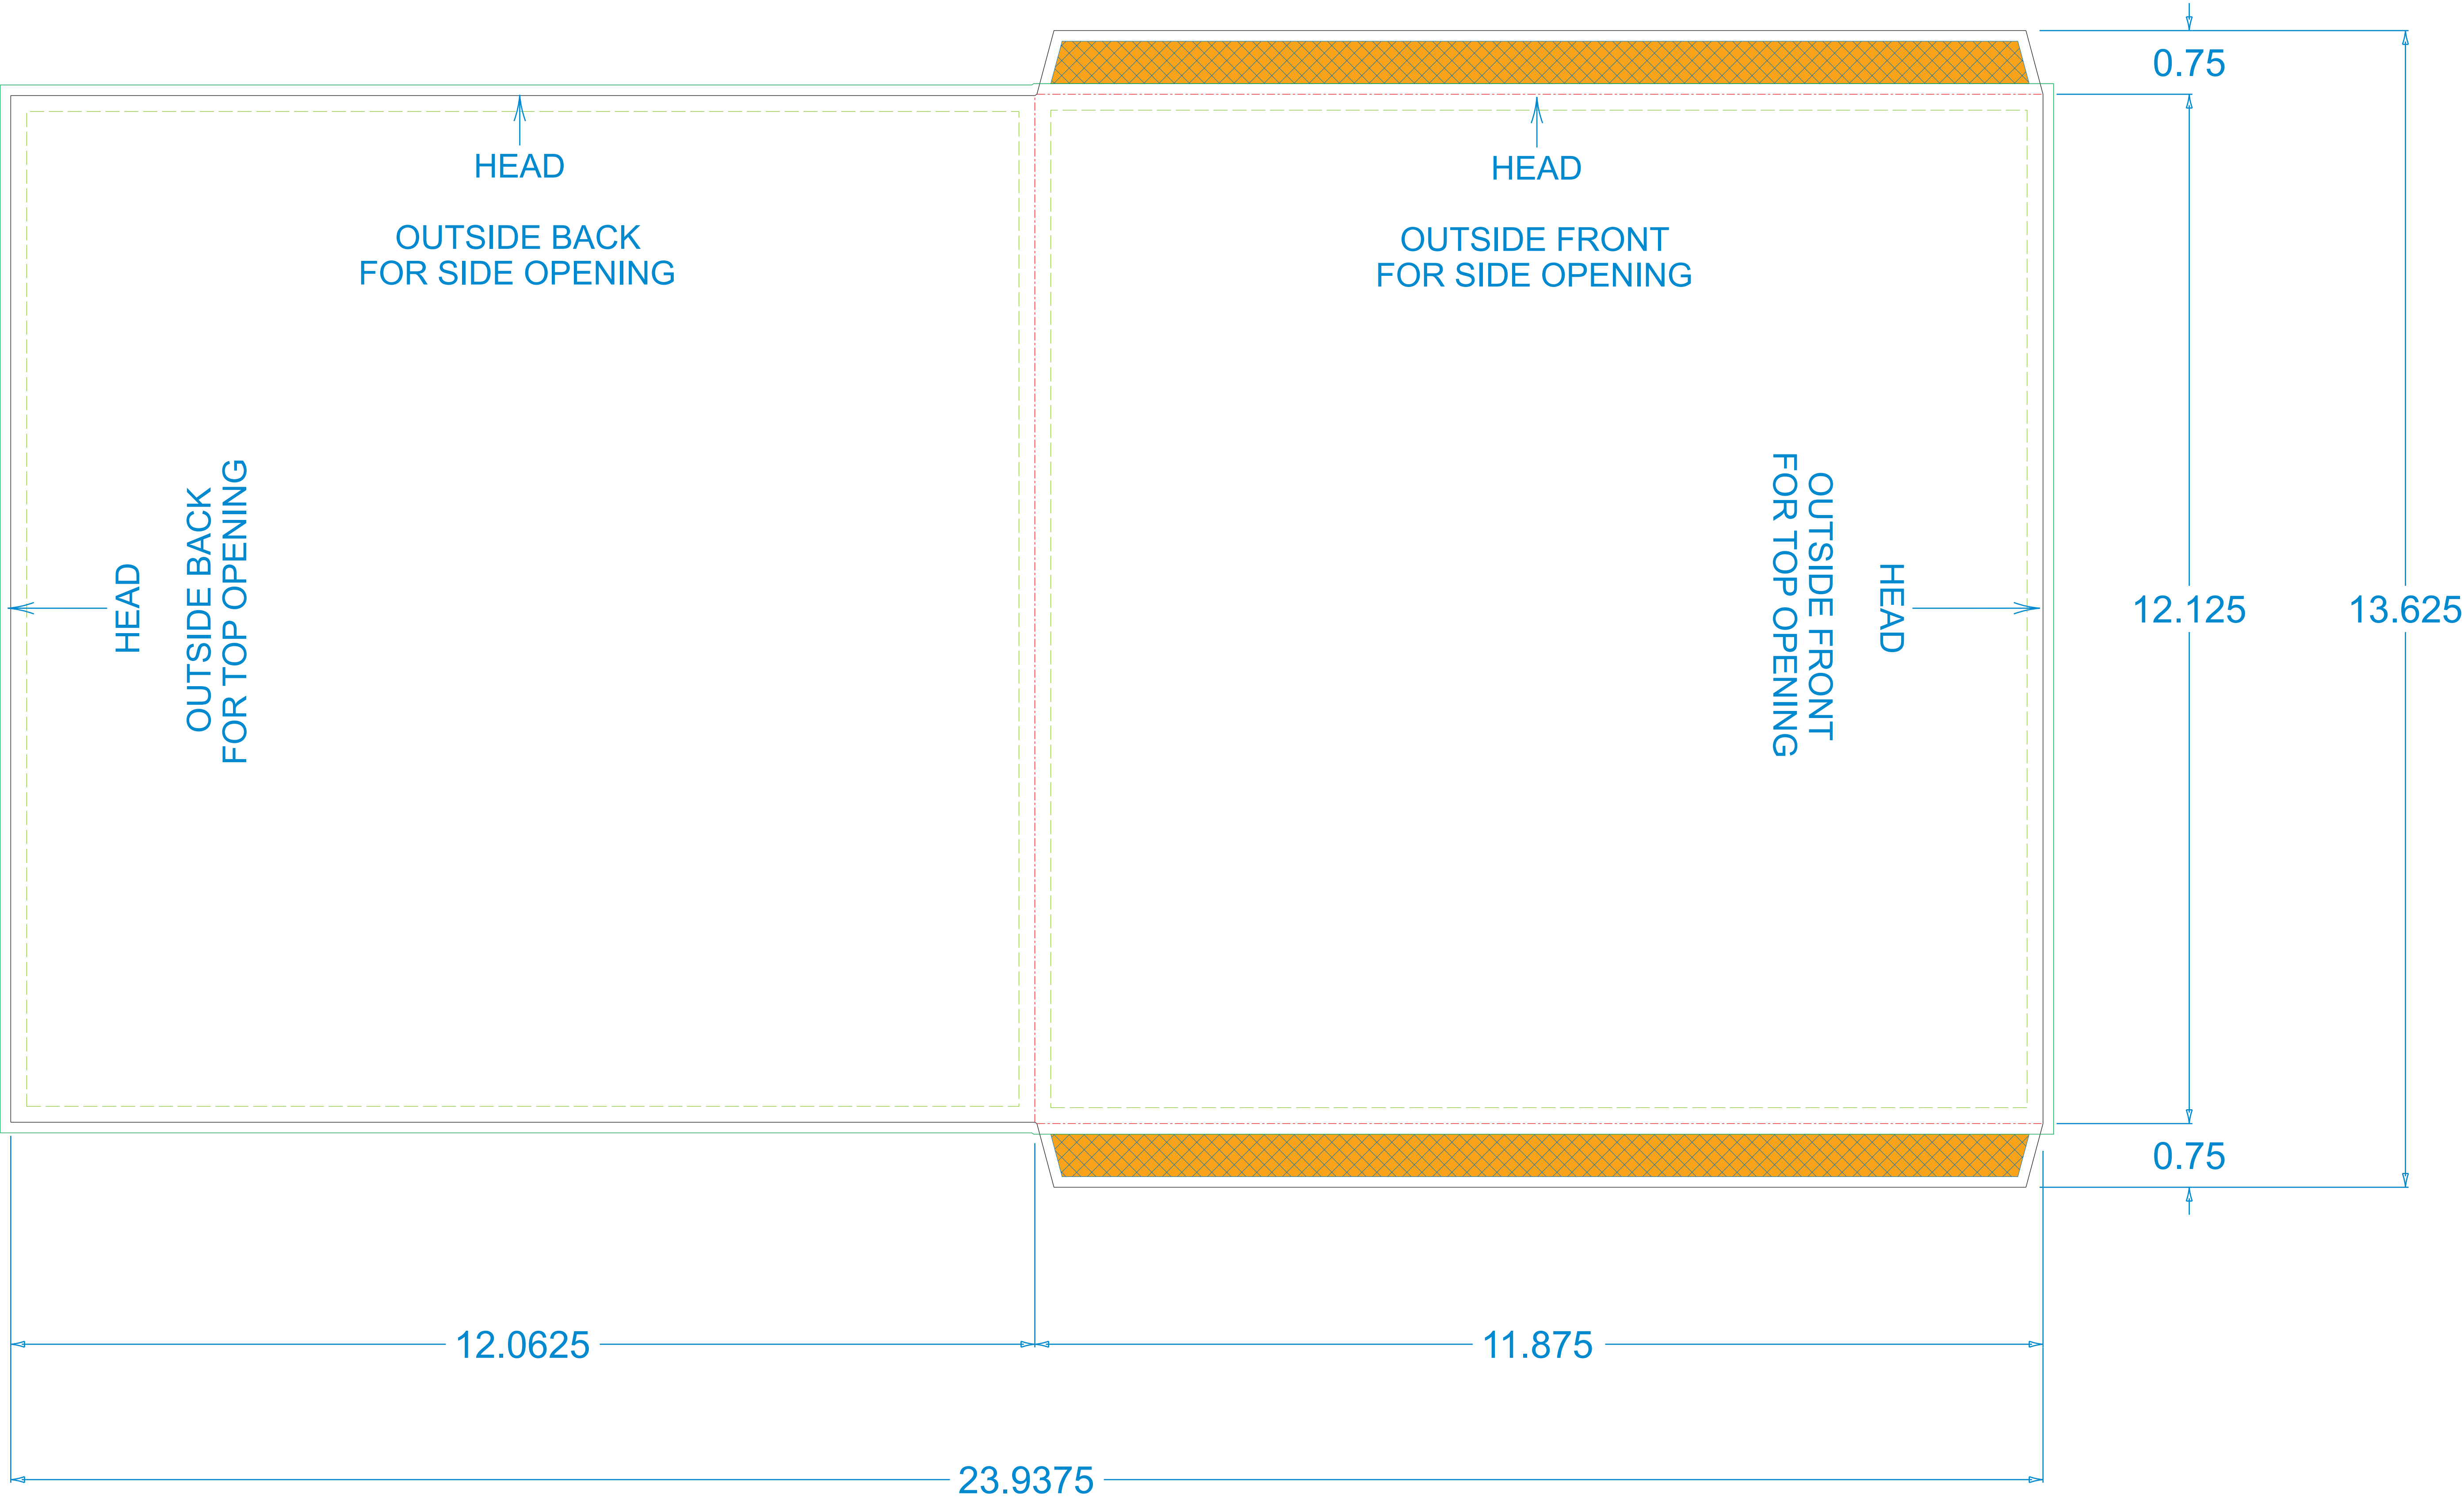 0.75
HEAD
OUTSIDE BACK
FOR SIDE OPENING
HEAD
OUTSIDE FRONT
FOR SIDE OPENING
HEAD
OUTSIDE BACK
FOR TOP OPENING
OUTSIDE FRONT
FOR TOP OPENING
HEAD
12.125
13.625
0.75
12.0625
11.875
23.9375